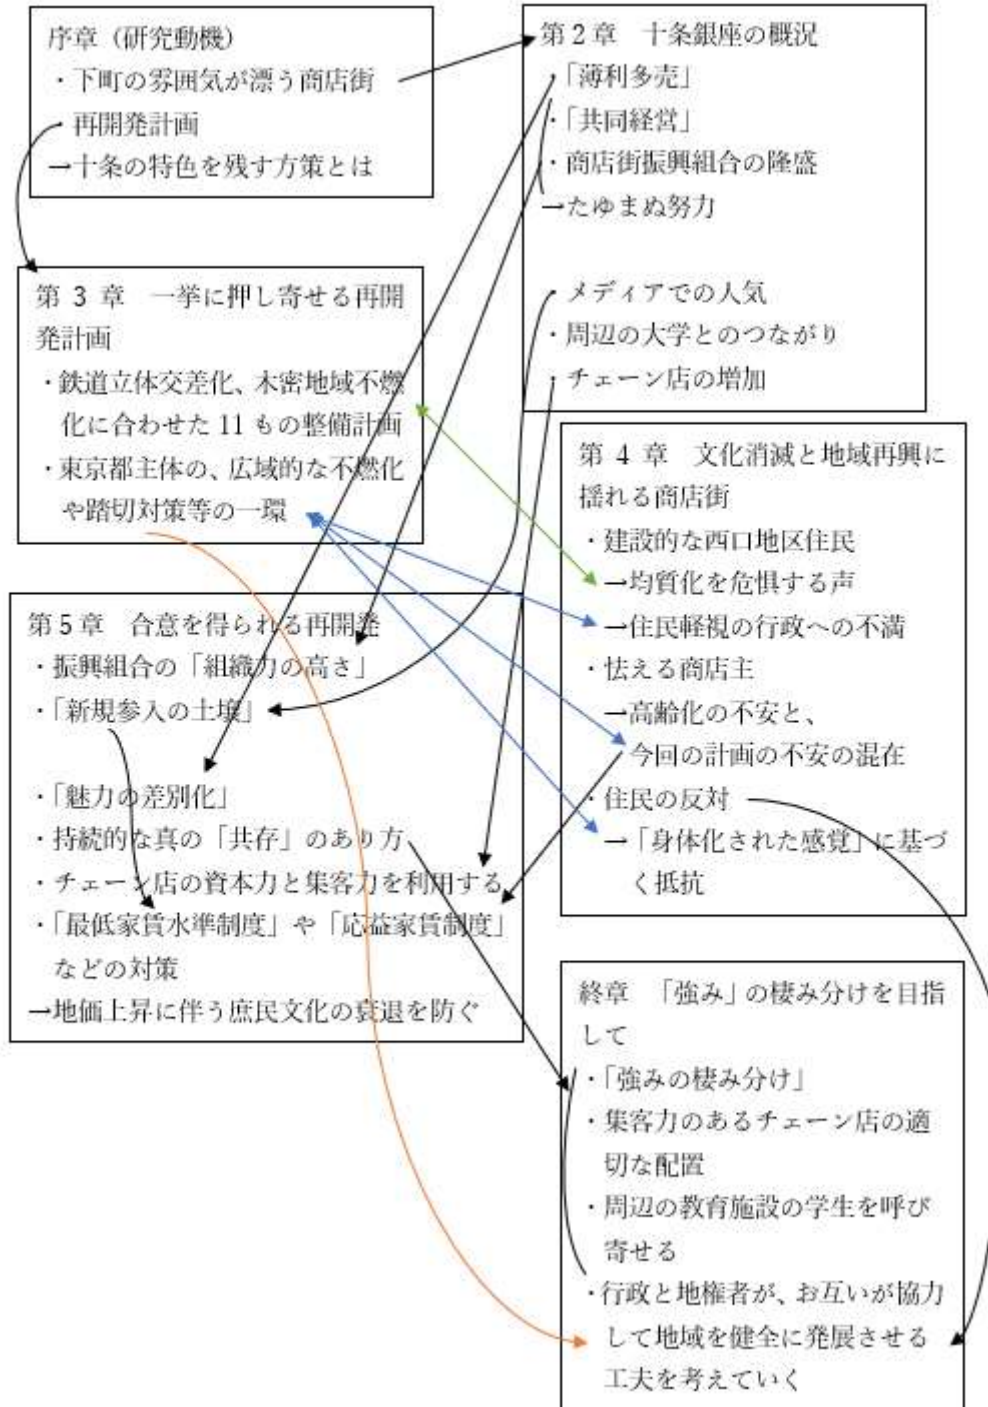 序章（研究動機）
・下町の雰囲気が漂う商店街
・再開発計画
→十条の特色を残す方策とは
第2章　十条銀座の概況
・「薄利多売」
・「共同経営」
・商店街振興組合の隆盛
→たゆまぬ努力
・メディアでの人気
・周辺の大学とのつながり
・チェーン店の増加
第 3 章　一挙に押し寄せる再開
発計画
・鉄道立体交差化、木密地域不燃
化に合わせた 11 もの整備計画
・東京都主体の、広域的な不燃化
や踏切対策等の一環
第 4 章　文化消滅と地域再興に
揺れる商店街
・建設的な西口地区住民
→均質化を危惧する声
→住民軽視の行政への不満
・怯える商店主
→高齢化の不安と、
今回の計画の不安の混在
・住民の反対
→「身体化された感覚」に基づ
く抵抗
第5章　合意を得られる再開発
・振興組合の「組織力の高さ」
・「新規参入の土壌」
・「魅力の差別化」
・持続的な真の「共存」のあり方
・チェーン店の資本力と集客力を利用する
・「最低家賃水準制度」や「応益家賃制度」
などの対策
→地価上昇に伴う庶民文化の衰退を防ぐ
終章　「強み」の棲み分けを目指
して
・「強みの棲み分け」
・集客力のあるチェーン店の適
切な配置
・周辺の教育施設の学生を呼び
寄せる
・行政と地権者が、お互いが協力
して地域を健全に発展させる
工夫を考えていく